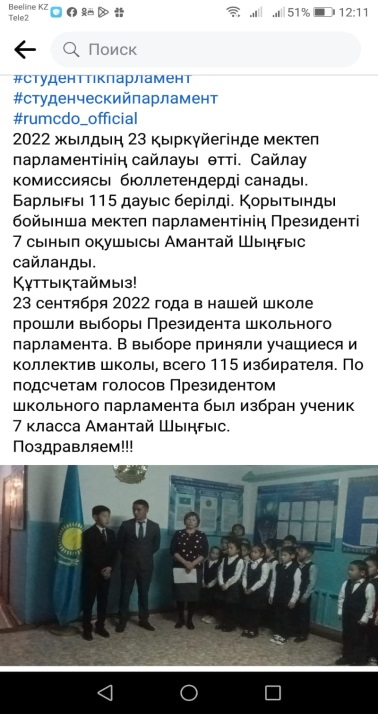 Beeline KZ
Tele2
51% 12:11
Поиск
#студенттікпарламент
#студенческийпарламент
#rumcdo_official
2022 жылдың 23 қыркүйегінде мектеп
парламентінің сайлауы өтті. Сайлау
комиссиясы бюллетендерді санады.
Барлығы 115 дауыс берілді. Қорытынды
бойынша мектеп парламентінің Президенті
7 сынып оқушысы Амантай Шыңғыс
сайланды.
Құттықтаймыз!
23 сентября 2022 года в нашей школе
прошли выборы Президента школьного
парламента. В выборе приняли учащиеся и
коллектив школы, всего 115 избирателя. По
подсчетам голосов Президентом
школьного парламента был избран ученик
7 класса Амантай Шыңғыс.
Поздравляем!!!